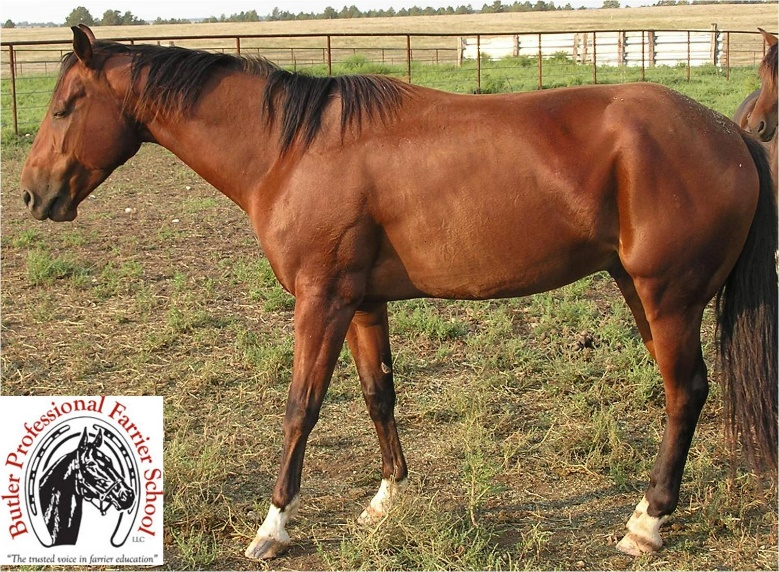 Butler Professional Farrier School
LLC
"The trusted voice in farrier education"